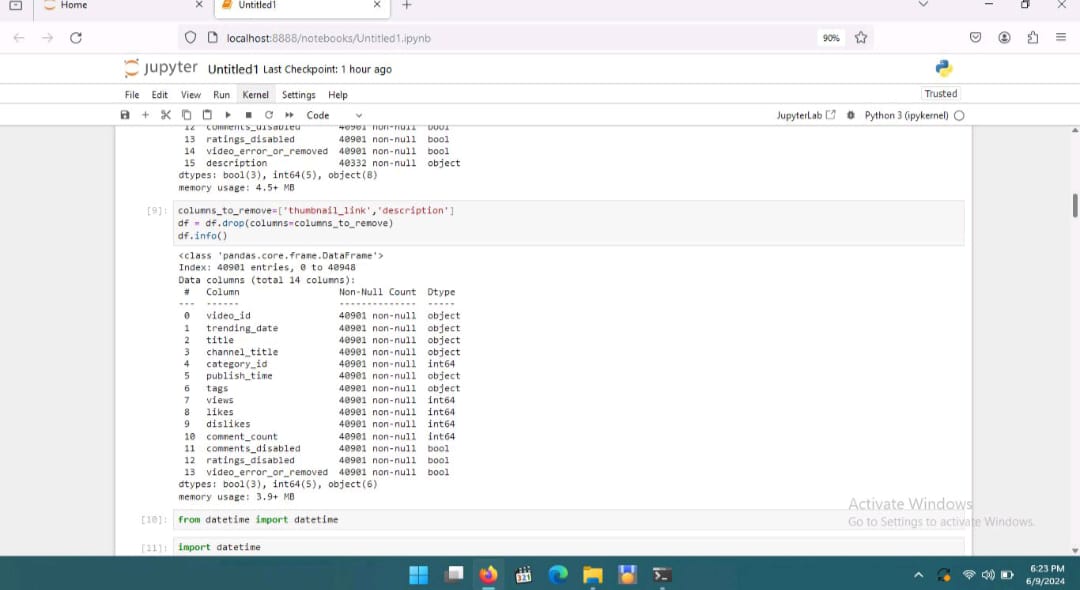 Home
Untitled1
localhost:8888/notebooks/Untitled1.ipynb
90%
jupyter Untitled1 Last Checkpoint: 1 hour ago
File Edit View Run Kernel Settings Help
Trusted
Code
JupyterLab
Python 3 (ipykernel)
12 comments_disabled 40901 non-null bool
13 ratings_disabled 40901 non-null bool
14 video_error_or_removed 40901 non-null bool
15 description 40332 non-null object
dtypes: bool(3), int64(5), object(8)
memory usage: 4.5+ MB
[9]: columns_to_remove=['thumbnail_link','description']
df = df.drop(columns=columns_to_remove)
df.info()
<class 'pandas.core.frame.DataFrame'>
Index: 40901 entries, 0 to 40948
Data columns (total 14 columns):
# Column Non-Null Count Dtype
--- ------ -------------- -----
0 video_id 40901 non-null object
1 trending_date 40901 non-null object
2 title 40901 non-null object
3 channel_title 40901 non-null object
4 category_id 40901 non-null int64
5 publish_time 40901 non-null object
6 tags 40901 non-null object
7 views 40901 non-null int64
8 likes 40901 non-null int64
9 dislikes 40901 non-null int64
10 comment_count 40901 non-null int64
11 comments_disabled 40901 non-null bool
12 ratings_disabled 40901 non-null bool
13 video_error_or_removed 40901 non-null bool
dtypes: bool(3), int64(5), object(6)
memory usage: 3.9+ MB
[10]: from datetime import datetime
[11]: import datetime
Activate Windows
Go to Settings to activate Windows.
321
6:23 PM
6/9/2024